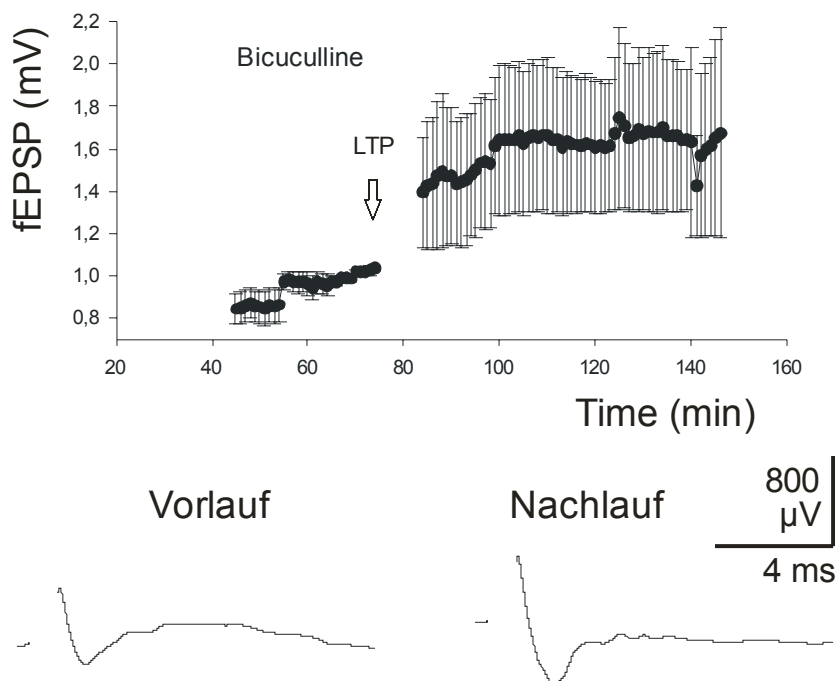 fEPSP (mV)
2,2
2,0
1,8
1,6
1,4
1,2
1,0
0,8
Bicuculline
LTP
20 40 60 80 100 120 140 160
Time (min)
Vorlauf
Nachlauf
800
µV
4 ms